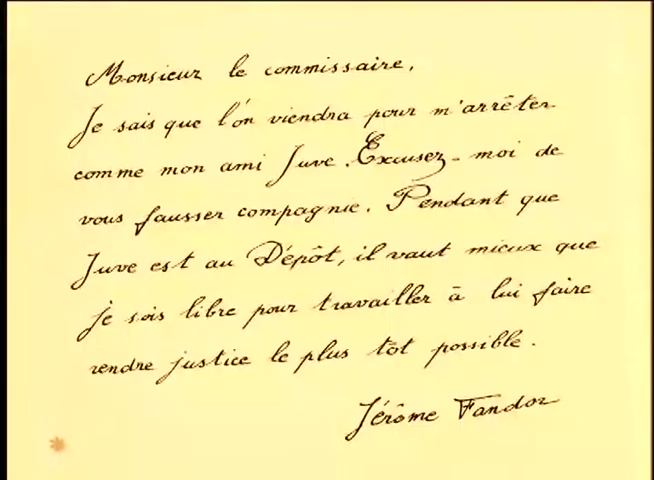 Monsieur le commissaire,
Je sais que l'on viendra pour m'arrêter
comme mon ami Juve. Excusez-moi de
vous fausser compagnie. Pendant que
Juve est au Dépôt, il vaut mieux que
je sois libre pour travailler à lui faire
rendre justice le plus tôt possible.
Jérôme Fandor